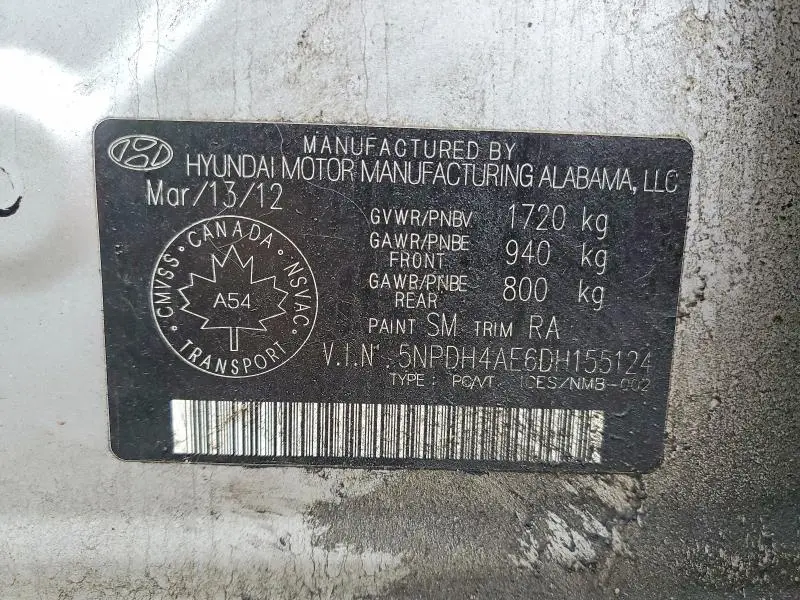 MANUFACTURED BY
HYUNDAI MOTOR MANUFACTURING ALABAMA, LLC
Mar/13/12
GVWR/PNBV 1720 kg
GAWR/PNBE FRONT 940 kg
GAWR/PNBE REAR 800 kg
PAINT SM TRIM RA
CMVSS • CANADA • NSVAC • TRANSPORT •
A54
V.I.N. : 5NPDH4AE6DH155124
TYPE : PC/VT ICES/NMB-002